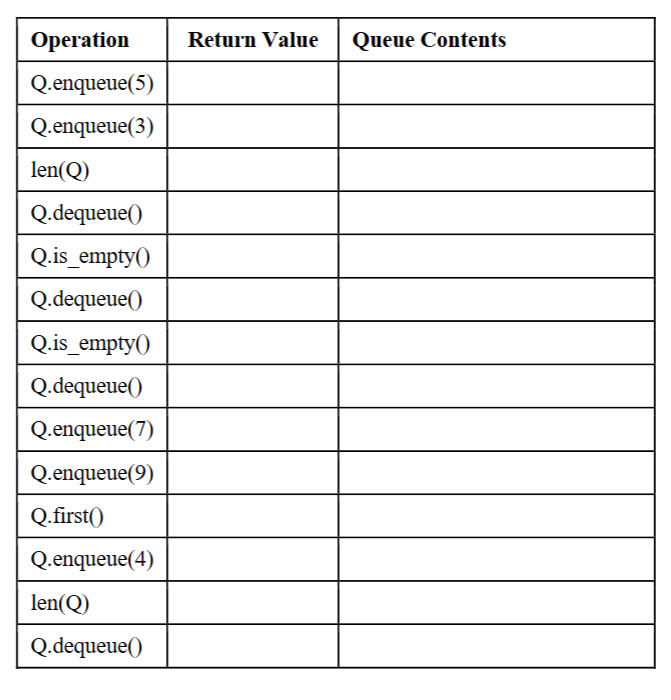 Operation Return Value Queue Contents
Q.enqueue(5)
Q.enqueue(3)
len(Q)
Q.dequeue()
Q.is_empty()
Q.dequeue()
Q.is_empty()
Q.dequeue()
Q.enqueue(7)
Q.enqueue(9)
Q.first()
Q.enqueue(4)
len(Q)
Q.dequeue()